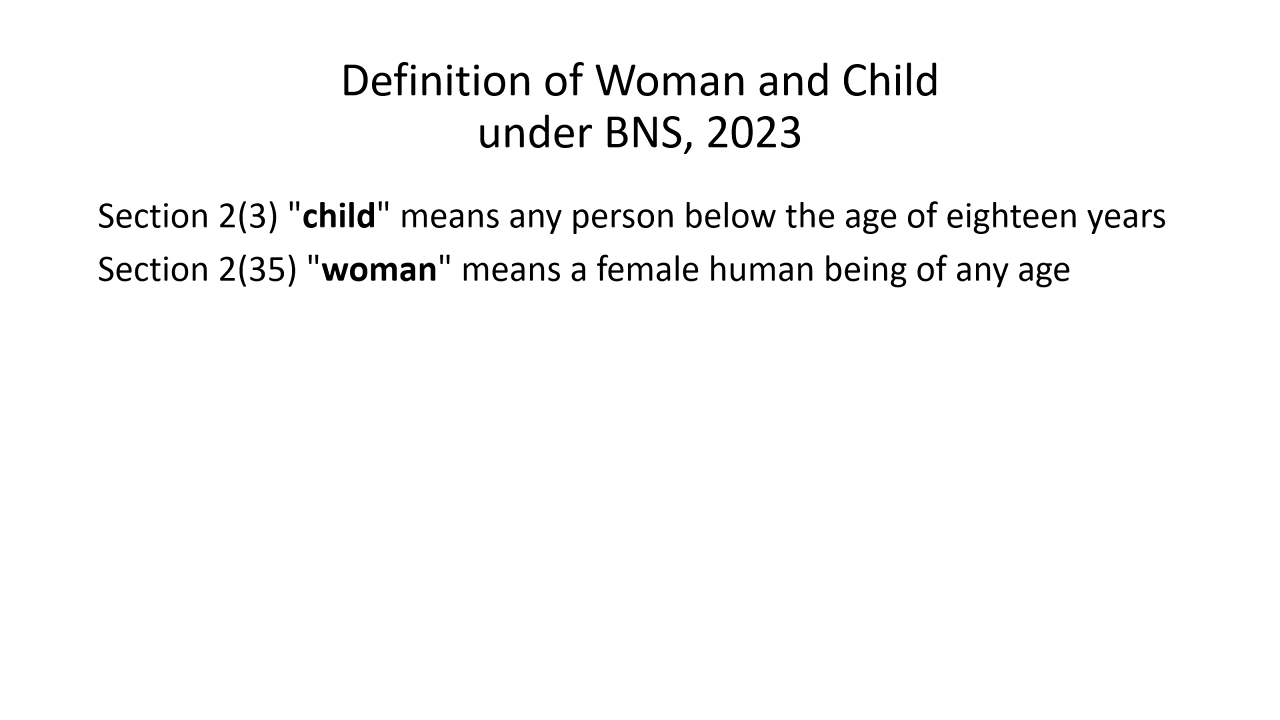 Definition of Woman and Child
under BNS, 2023
Section 2(3) "child" means any person below the age of eighteen years
Section 2(35) "woman" means a female human being of any age